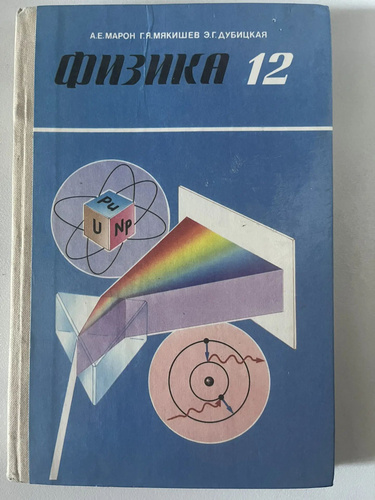 А.Е.МАРОН Г.Я.МЯКИШЕВ Э.Г.ДУБИЦКАЯ
ФИЗИКА 12
Pu
U Np